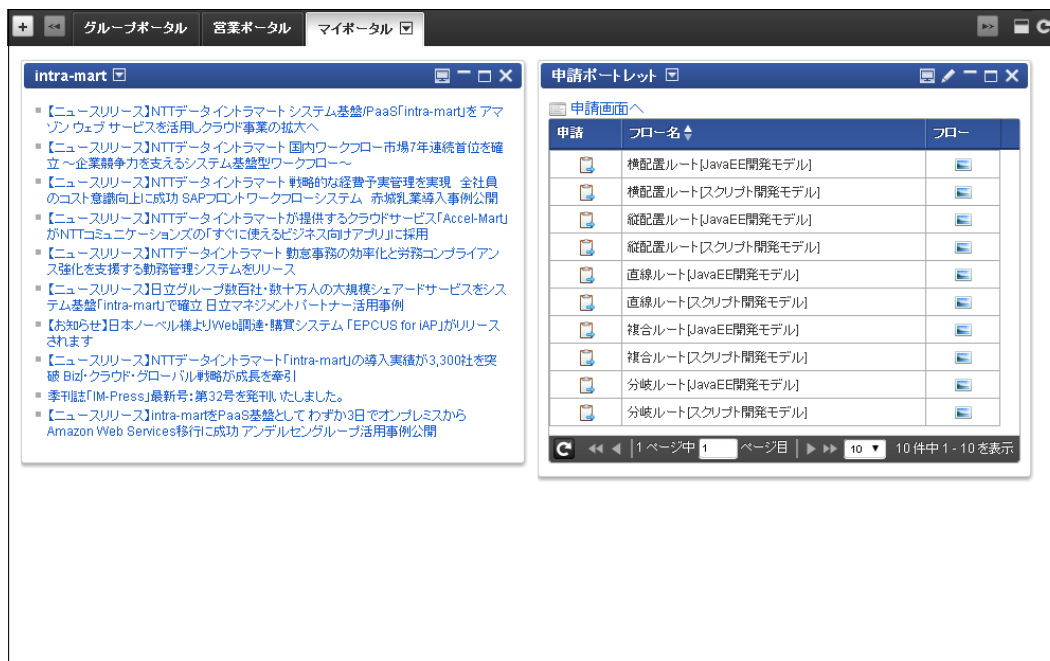 グループポータル 営業ポータル マイポータル
intra-mart
【ニュースリリース】NTTデータイントラマート システム基盤/PaaS「intra-mart」を アマ
ゾン ウェブ サービスを活用しクラウド事業の拡大へ
【ニュースリリース】NTTデータイントラマート 国内ワークフロー市場7年連続首位を確
立 ～企業競争力を支えるシステム基盤型ワークフロー～
【ニュースリリース】NTTデータイントラマート 戦略的な経費予実管理を実現 全社員
のコスト意識向上に成功 SAPフロントワークフローシステム 赤城乳業導入事例公開
【ニュースリリース】NTTデータイントラマートが提供するクラウドサービス「Accel-Mart」
がNTTコミュニケーションズの「すぐに使えるビジネス向けアプリ」に採用
【ニュースリリース】NTTデータイントラマート 勤怠事務の効率化と労務コンプライアン
ス強化を支援する勤務管理システムをリリース
【ニュースリリース】日立グループ数百社・数十万人の大規模シェアードサービスをシス
テム基盤「intra-mart」で確立 日立マネジメントパートナー活用事例
【お知らせ】日本ノーベル様よりWeb調達・購買システム 「EPCUS for iAP」がリリース
されます
【ニュースリリース】NTTデータイントラマート「intra-mart」の導入実績が3,300社を突
破 Biz∫・クラウド・グローバル戦略が成長を牽引
季刊誌「IM-Press」最新号：第32号を発刊いたしました。
【ニュースリリース】intra-martをPaaS基盤として わずか3日でオンプレミスから
Amazon Web Services移行に成功 アンデルセングループ活用事例公開
申請ポートレット
申請画面へ
申請 フロー名 フロー
横配置ルート[JavaEE開発モデル]
横配置ルート[スクリプト開発モデル]
縦配置ルート[JavaEE開発モデル]
縦配置ルート[スクリプト開発モデル]
直線ルート[JavaEE開発モデル]
直線ルート[スクリプト開発モデル]
複合ルート[JavaEE開発モデル]
複合ルート[スクリプト開発モデル]
分岐ルート[JavaEE開発モデル]
分岐ルート[スクリプト開発モデル]
1 ページ中 1 ページ目 10 10 件中 1 - 10 を表示